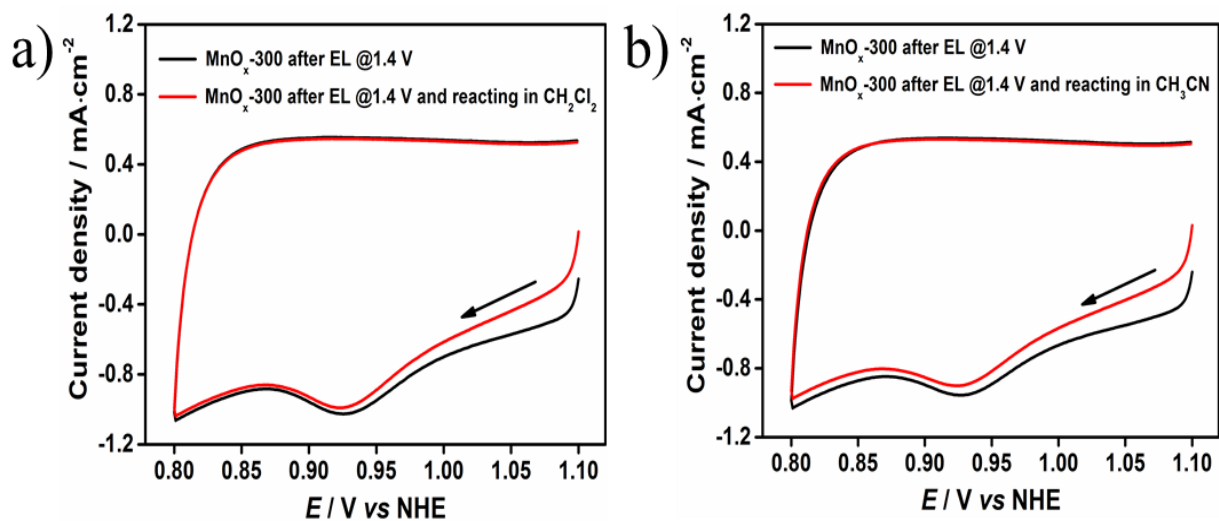 a)
MnOₓ-300 after EL @1.4 V
MnOₓ-300 after EL @1.4 V and reacting in CH₂Cl₂
Current density / mA·cm⁻²
1.2
0.8
0.4
0.0
-0.4
-0.8
-1.2
0.80 0.85 0.90 0.95 1.00 1.05 1.10
E / V vs NHE
b)
MnOₓ-300 after EL @1.4 V
MnOₓ-300 after EL @1.4 V and reacting in CH₃CN
Current density / mA·cm⁻²
1.2
0.8
0.4
0.0
-0.4
-0.8
-1.2
0.80 0.85 0.90 0.95 1.00 1.05 1.10
E / V vs NHE